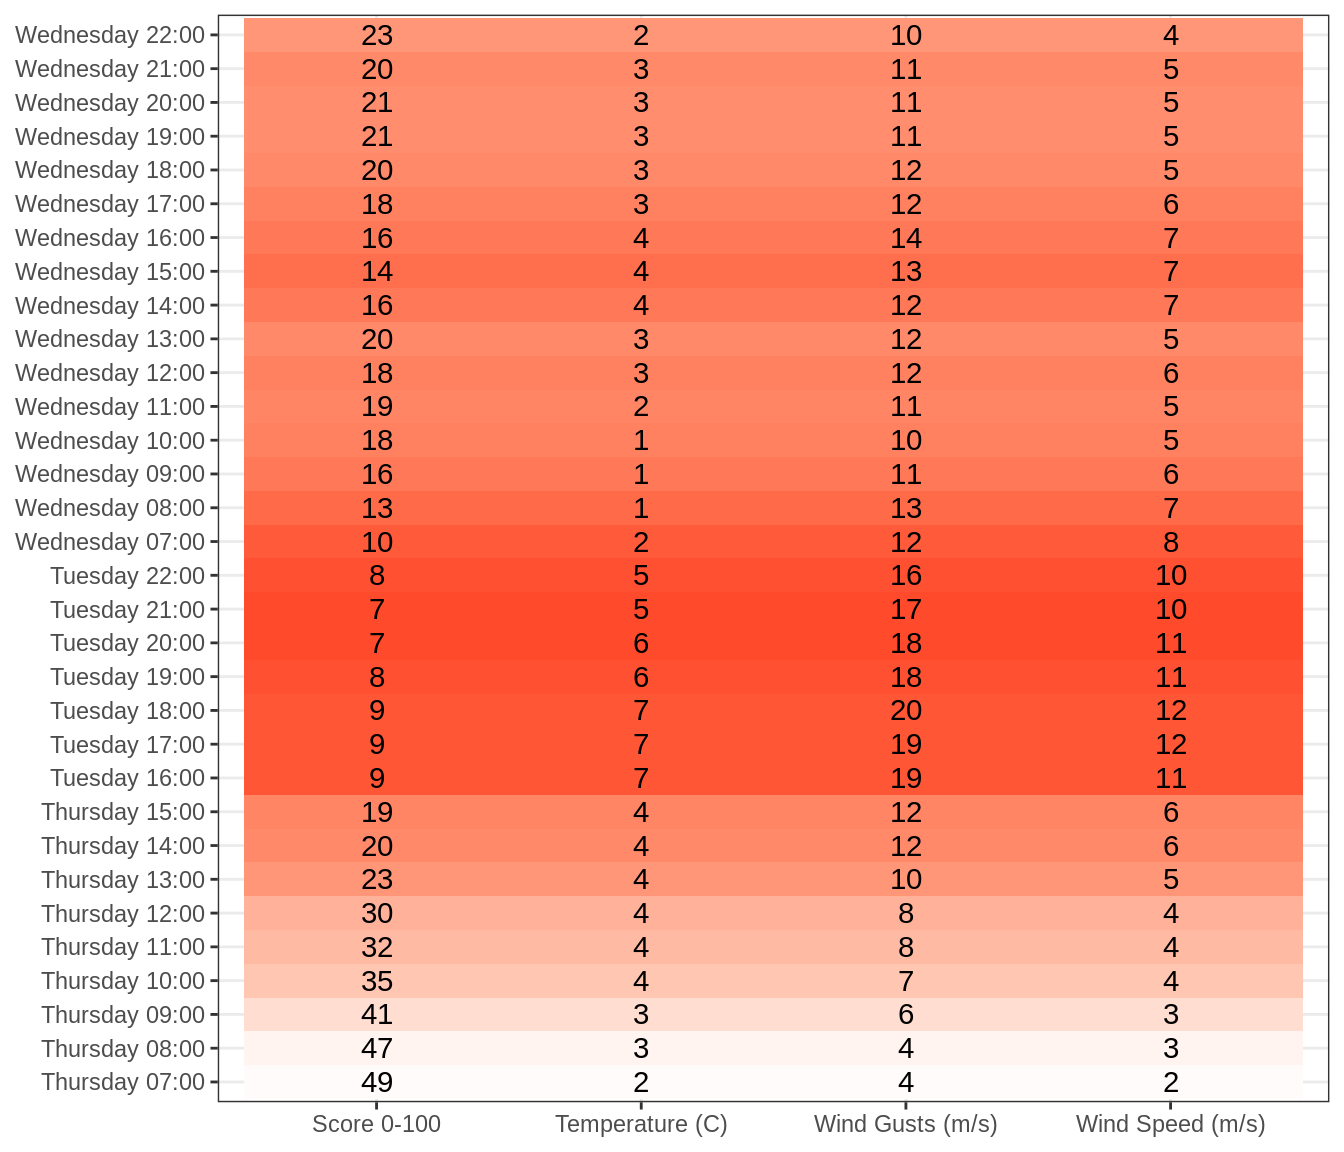 Wednesday 22:00 23 2 10 4
Wednesday 21:00 20 3 11 5
Wednesday 20:00 21 3 11 5
Wednesday 19:00 21 3 11 5
Wednesday 18:00 20 3 12 5
Wednesday 17:00 18 3 12 6
Wednesday 16:00 16 4 14 7
Wednesday 15:00 14 4 13 7
Wednesday 14:00 16 4 12 7
Wednesday 13:00 20 3 12 5
Wednesday 12:00 18 3 12 6
Wednesday 11:00 19 2 11 5
Wednesday 10:00 18 1 10 5
Wednesday 09:00 16 1 11 6
Wednesday 08:00 13 1 13 7
Wednesday 07:00 10 2 12 8
Tuesday 22:00 8 5 16 10
Tuesday 21:00 7 5 17 10
Tuesday 20:00 7 6 18 11
Tuesday 19:00 8 6 18 11
Tuesday 18:00 9 7 20 12
Tuesday 17:00 9 7 19 12
Tuesday 16:00 9 7 19 11
Thursday 15:00 19 4 12 6
Thursday 14:00 20 4 12 6
Thursday 13:00 23 4 10 5
Thursday 12:00 30 4 8 4
Thursday 11:00 32 4 8 4
Thursday 10:00 35 4 7 4
Thursday 09:00 41 3 6 3
Thursday 08:00 47 3 4 3
Thursday 07:00 49 2 4 2
Score 0-100 Temperature (C) Wind Gusts (m/s) Wind Speed (m/s)